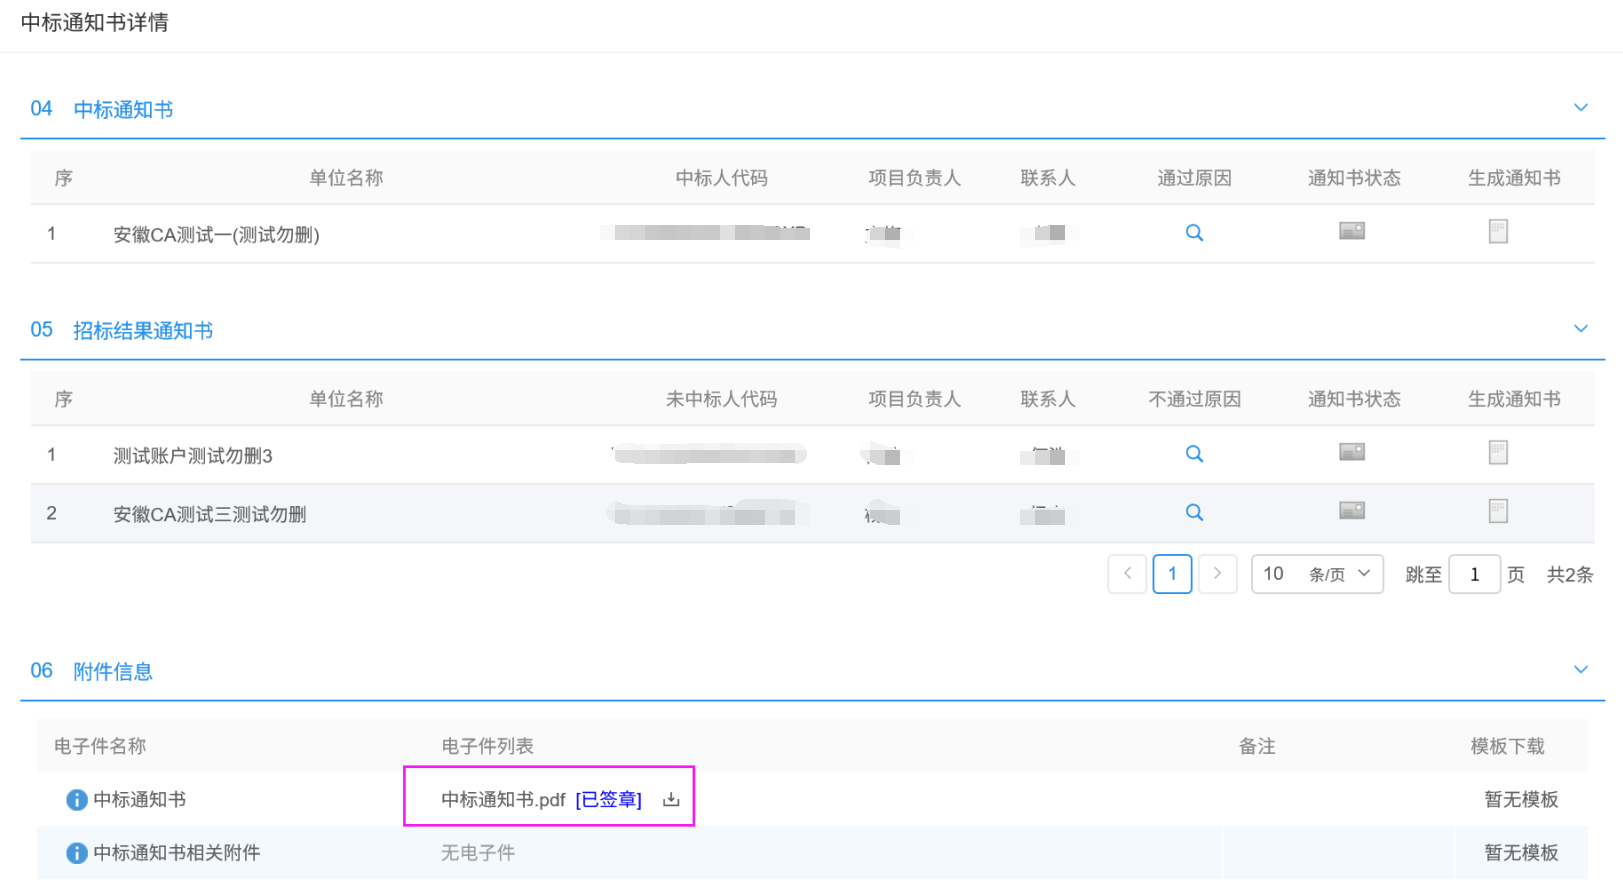 中标通知书详情
04 中标通知书
序 单位名称 中标人代码 项目负责人 联系人 通过原因 通知书状态 生成通知书
1 安徽CA测试一(测试勿删)
05 招标结果通知书
序 单位名称 未中标人代码 项目负责人 联系人 不通过原因 通知书状态 生成通知书
1 测试账户测试勿删3
2 安徽CA测试三测试勿删
1 10 条/页 跳至 1 页 共2条
06 附件信息
电子件名称 电子件列表 备注 模板下载
中标通知书 中标通知书.pdf [已签章] 暂无模板
中标通知书相关附件 无电子件 暂无模板